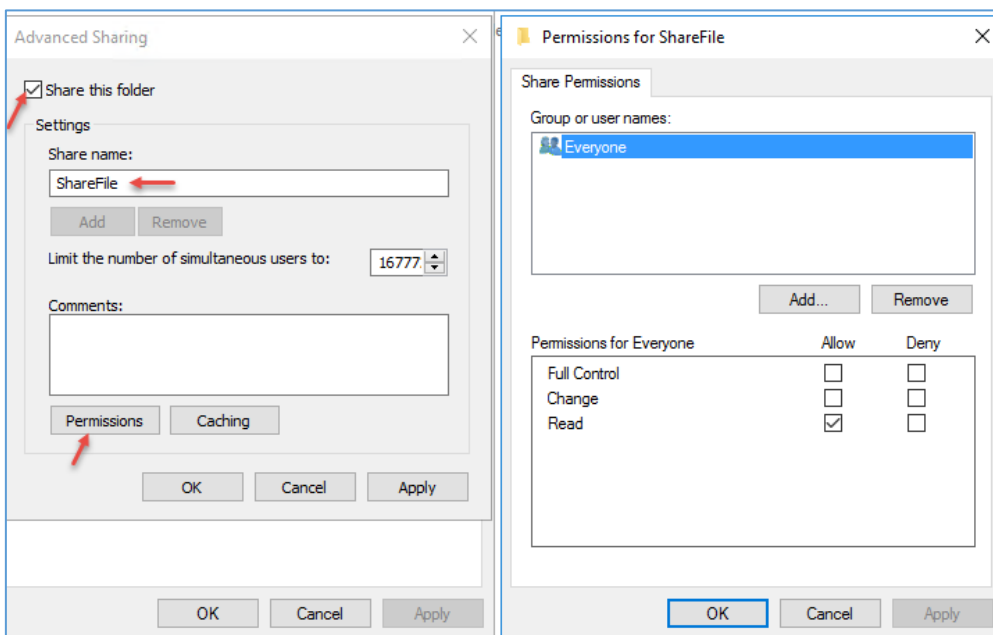 Advanced Sharing
Share this folder
Settings
Share name:
ShareFile
Add Remove
Limit the number of simultaneous users to: 16777
Comments:
Permissions Caching
OK Cancel Apply
OK Cancel Apply
Permissions for ShareFile
Share Permissions
Group or user names:
Everyone
Add... Remove
Permissions for Everyone Allow Deny
Full Control
Change
Read
OK Cancel Apply